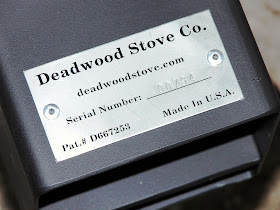 Deadwood Stove Co.
deadwoodstove.com
Serial Number:
Pat.# D667253 Made In U.S.A.